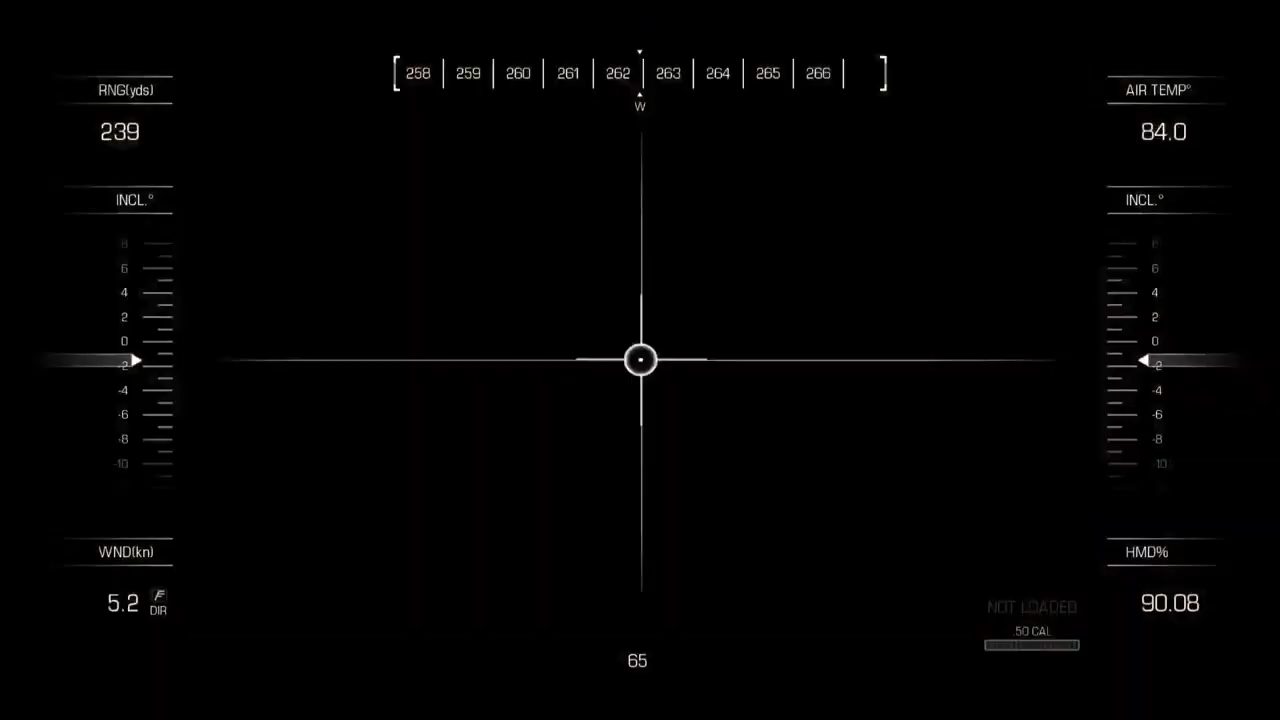 258 259 260 261 262 263 264 265 266
W
RNG(yds)
239
AIR TEMP°
84.0
INCL.°
8
6
4
2
0
-2
-4
-6
-8
-10
INCL.°
8
6
4
2
0
-2
-4
-6
-8
-10
WND(kn)
5.2
DIR
HMD%
90.08
NOT LOADED
.50 CAL
65